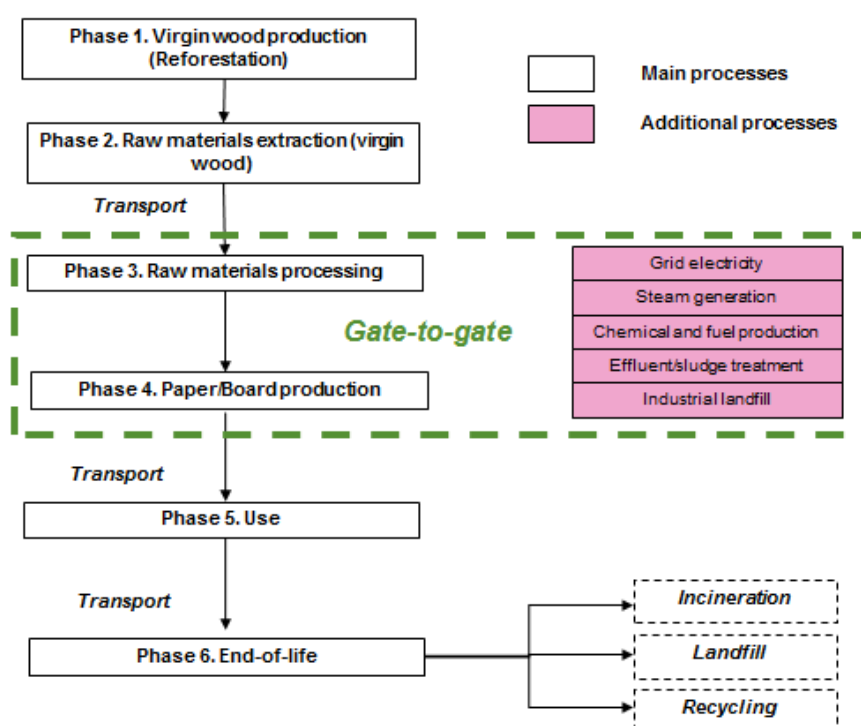 Phase 1. Virgin wood production
(Reforestation)
Main processes
Additional processes
Phase 2. Raw materials extraction (virgin
wood)
Transport
Phase 3. Raw materials processing
Grid electricity
Steam generation
Gate-to-gate
Chemical and fuel production
Effluent/sludge treatment
Phase 4. Paper/Board production
Industrial landfill
Transport
Phase 5. Use
Transport
Incineration
Phase 6. End-of-life
Landfill
Recycling